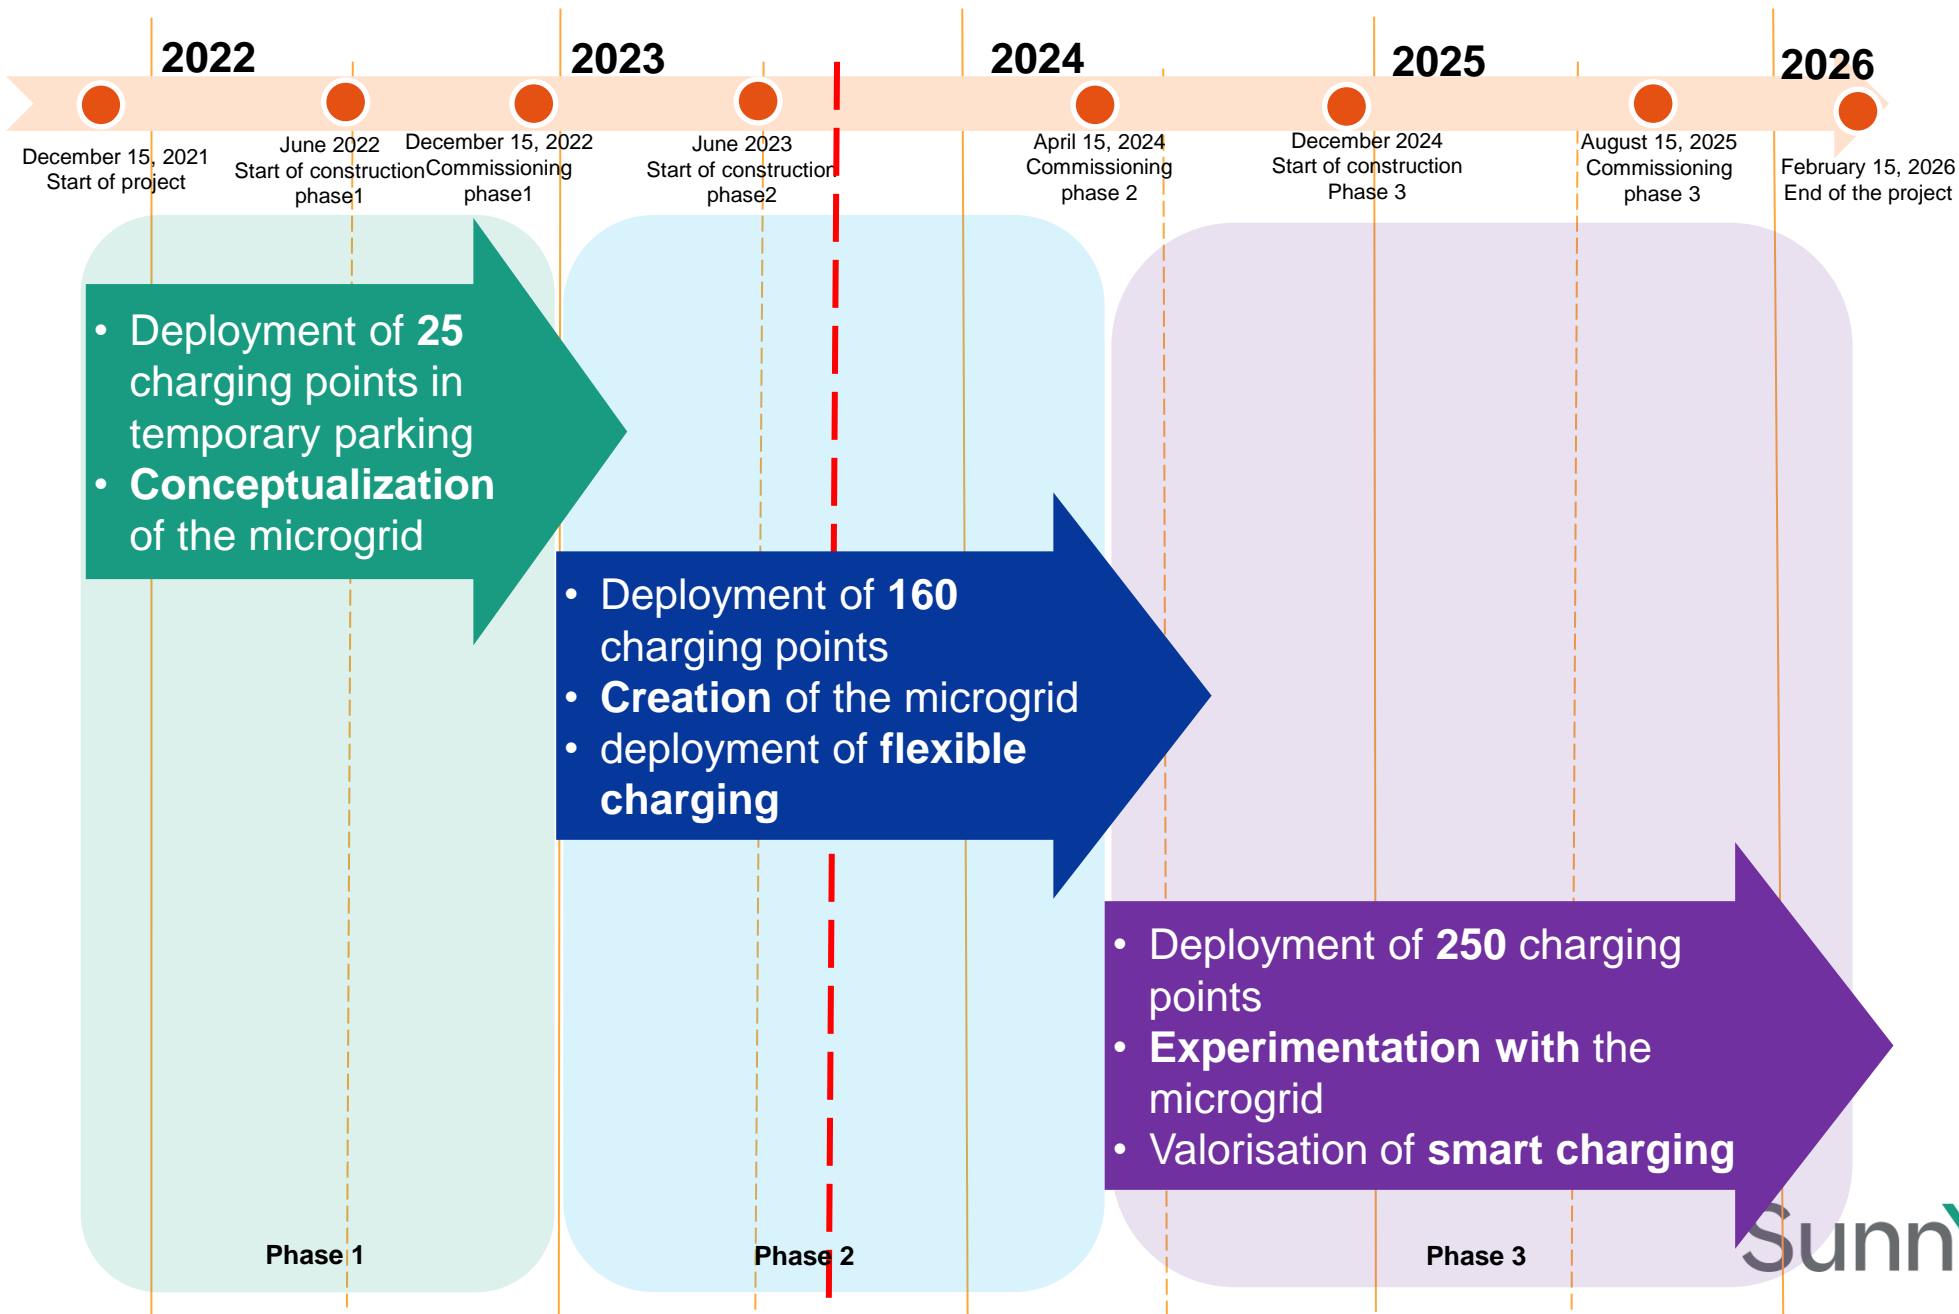 2022
2023
2024
2025
2026
December 15, 2021
Start of project
June 2022
Start of construction
phase1
December 15, 2022
Commissioning
phase1
June 2023
Start of construction
phase2
April 15, 2024
Commissioning
phase 2
December 2024
Start of construction
Phase 3
August 15, 2025
Commissioning
phase 3
February 15, 2026
End of the project
• Deployment of 25
charging points in
temporary parking
• Conceptualization
of the microgrid
• Deployment of 160
charging points
• Creation of the microgrid
• deployment of flexible
charging
• Deployment of 250 charging
points
• Experimentation with the
microgrid
• Valorisation of smart charging
Phase 1
Phase 2
Phase 3